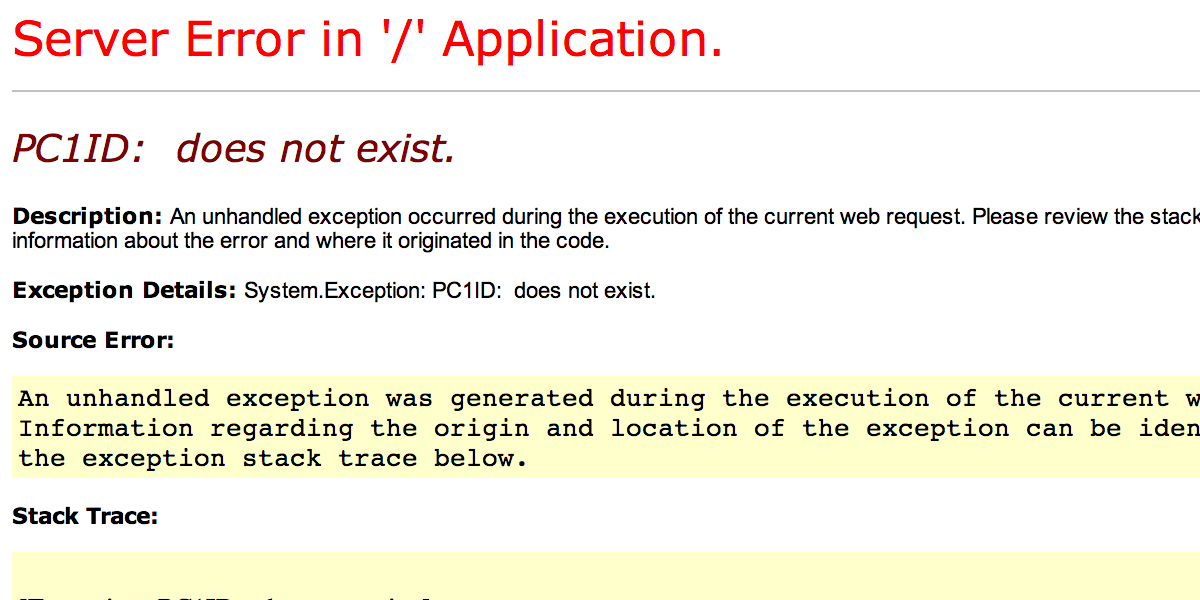 Server Error in '/' Application.
PC1ID:  does not exist.
Description: An unhandled exception occurred during the execution of the current web request. Please review the stack
information about the error and where it originated in the code.
Exception Details: System.Exception: PC1ID:  does not exist.
Source Error:
An unhandled exception was generated during the execution of the current w
Information regarding the origin and location of the exception can be iden
the exception stack trace below.
Stack Trace: